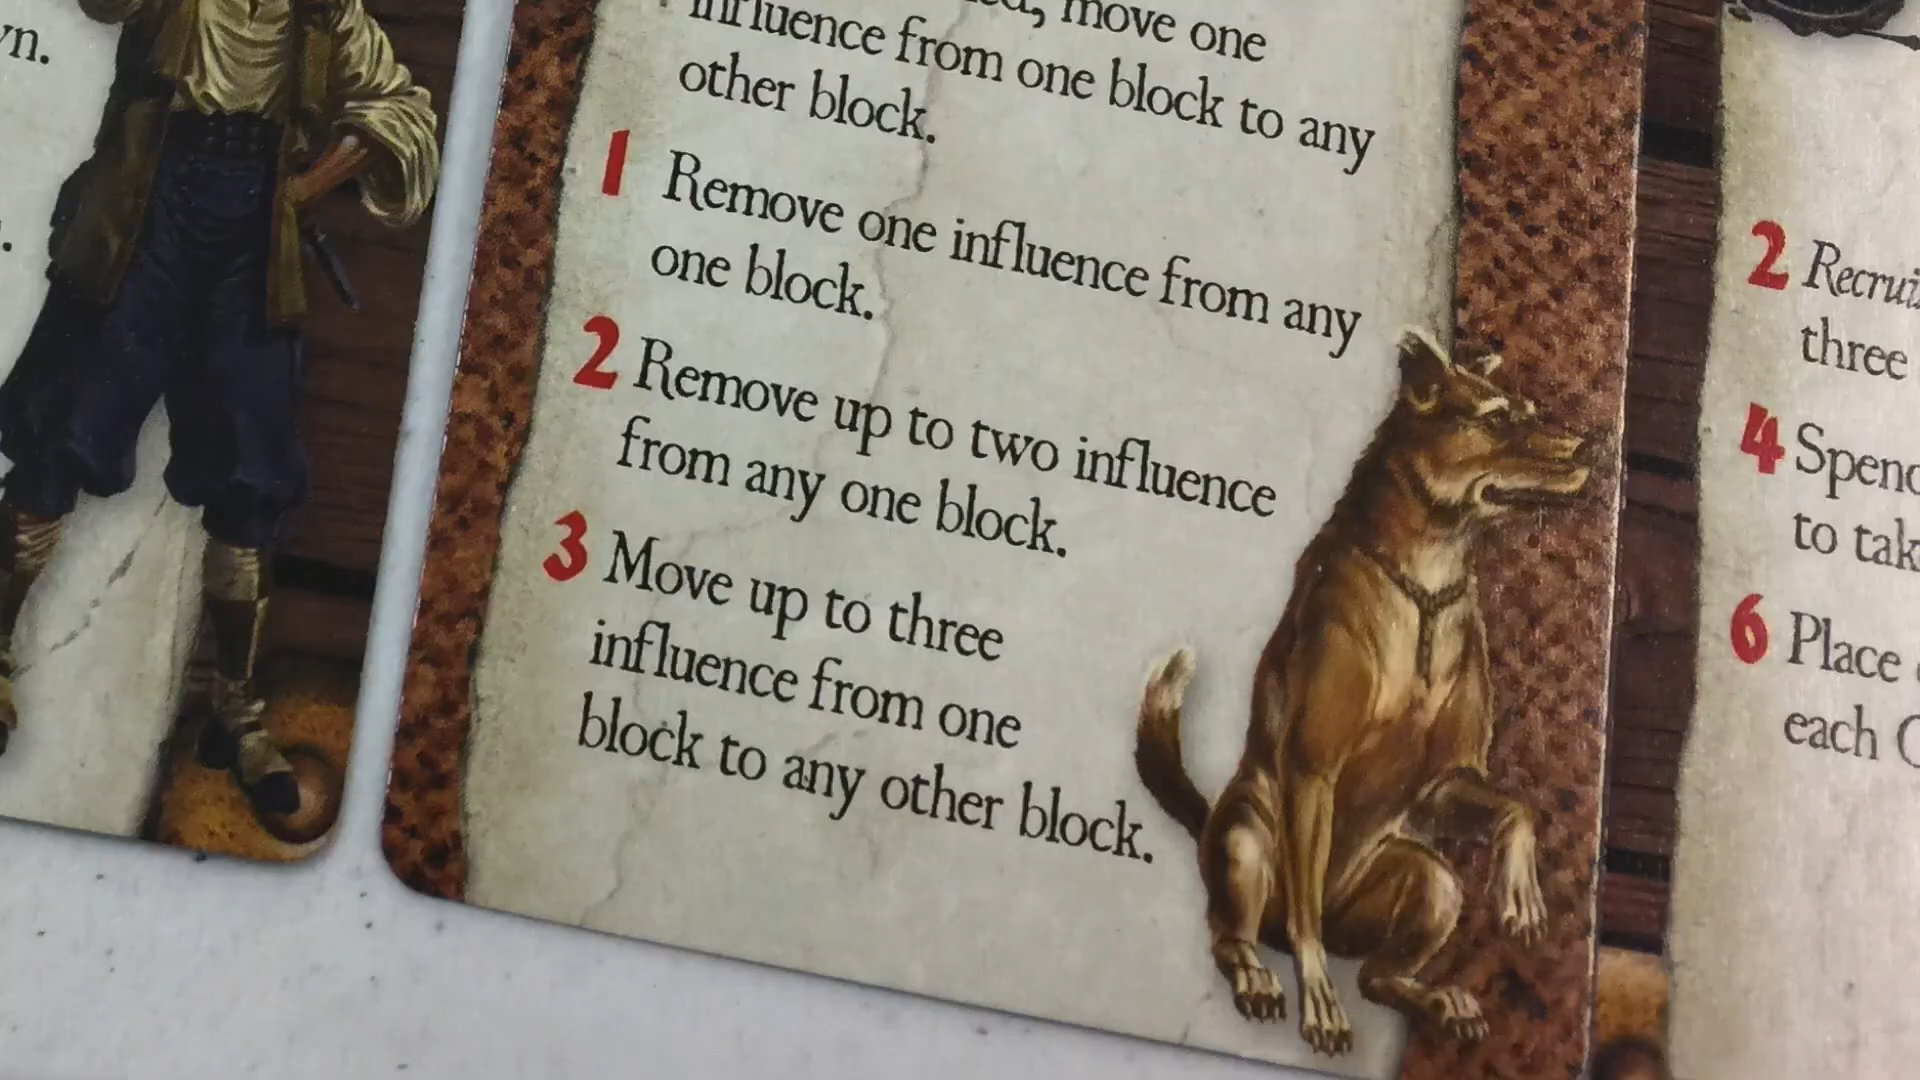 move one
influence from one block to any
other block.
1 Remove one influence from any
one block.
2 Remove up to two influence
from any one block.
3 Move up to three
influence from one
block to any other block.
2
three
4
to
6 Place
each